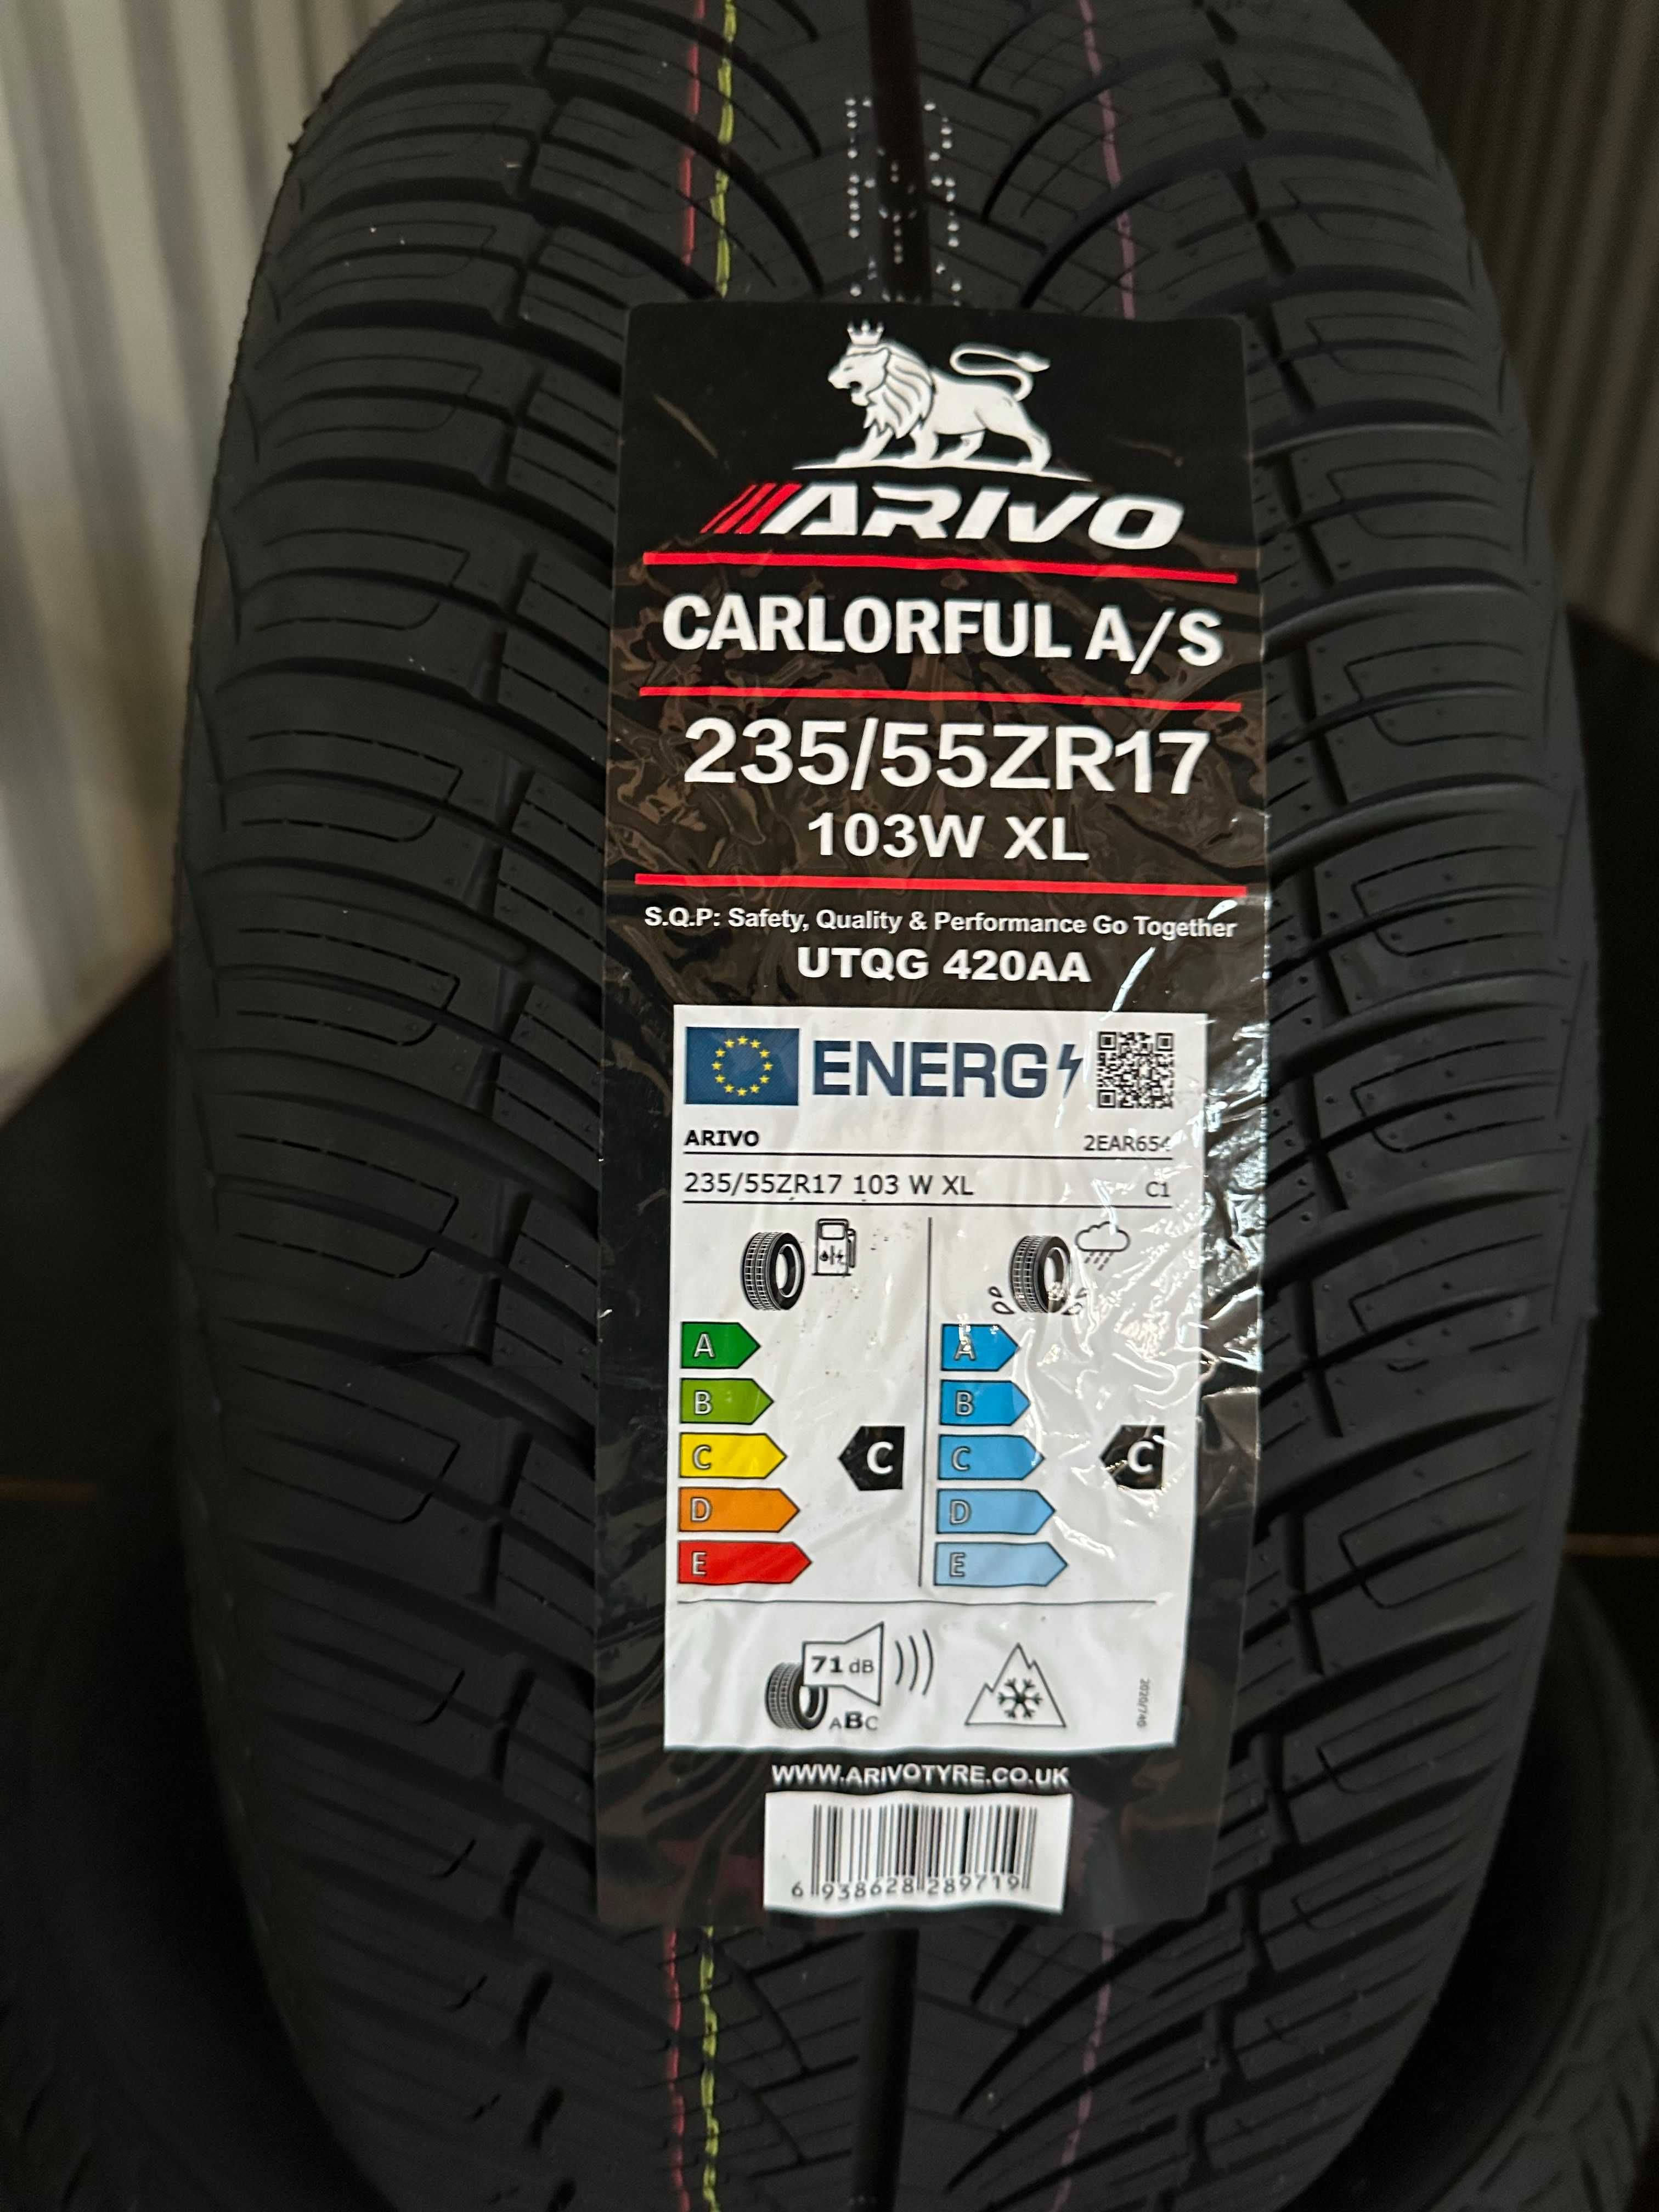 ARIVO
CARLORFUL A/S
235/55ZR17
103W XL
S.Q.P: Safety, Quality & Performance Go Together
UTQG 420AA
ENERG
ARIVO 2EAR654
235/55ZR17 103 W XL C1
A A
B B
C C C C
D D
E E
71 dB
ABC
2020/740
WWW.ARIVOTYRE.CO.UK
6 938628 289719